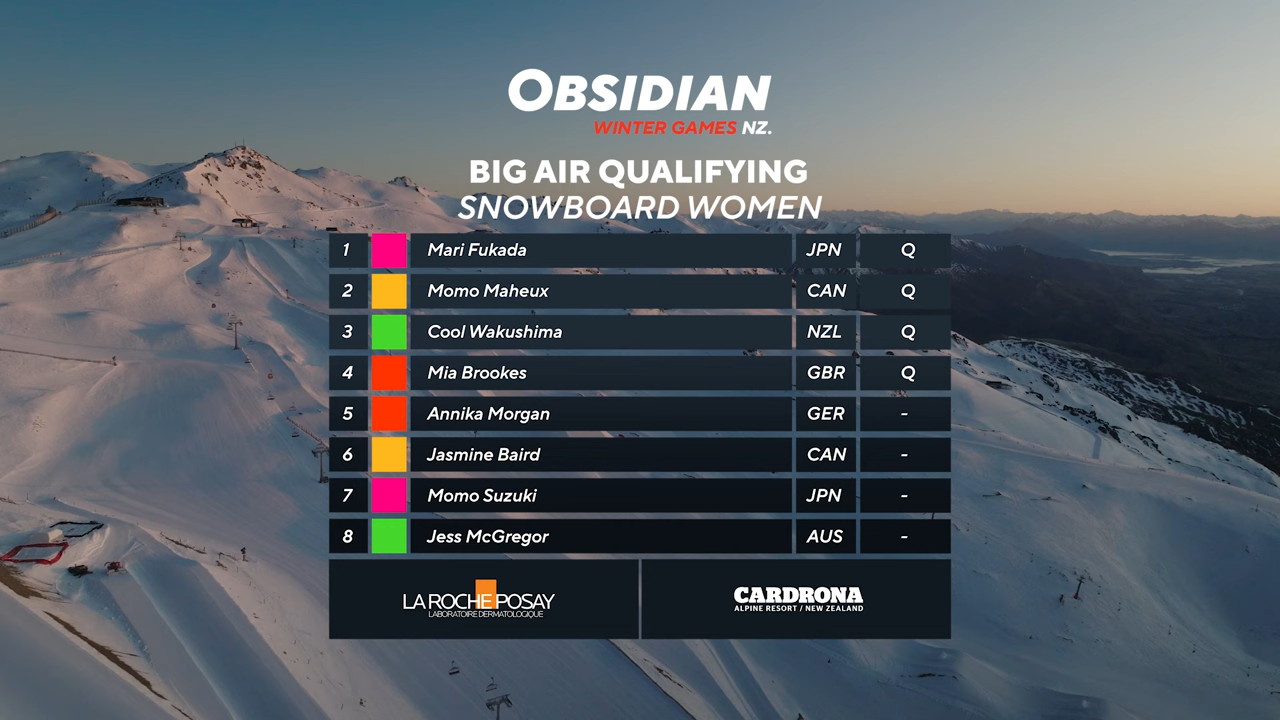 OBSIDIAN
WINTER GAMES NZ.
BIG AIR QUALIFYING
SNOWBOARD WOMEN
1 Mari Fukada JPN Q
2 Momo Maheux CAN Q
3 Cool Wakushima NZL Q
4 Mia Brookes GBR Q
5 Annika Morgan GER -
6 Jasmine Baird CAN -
7 Momo Suzuki JPN -
8 Jess McGregor AUS -
LA ROCHE POSAY
LABORATOIRE DERMATOLOGIQUE
CARDRONA
ALPINE RESORT / NEW ZEALAND